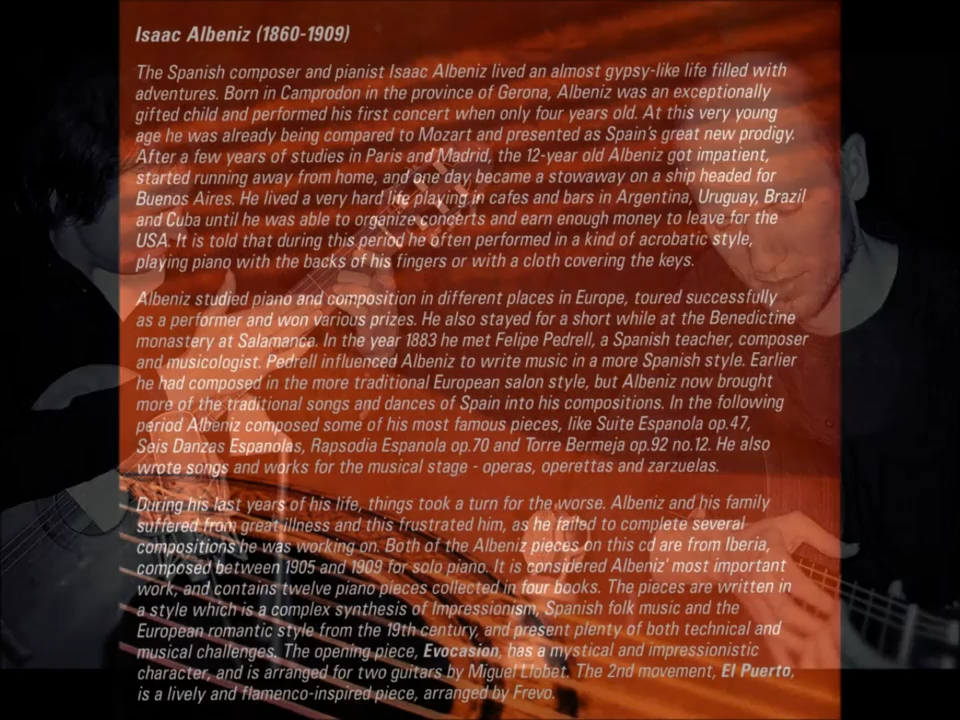 Isaac Albeniz (1860-1909)
The Spanish composer and pianist Isaac Albeniz lived an almost gypsy-like life filled with
adventures. Born in Camprodon in the province of Gerona, Albeniz was an exceptionally
gifted child and performed his first concert when only four years old. At this very young
age he was already being compared to Mozart and presented as Spain's great new prodigy.
After a few years of studies in Paris and Madrid, the 12-year old Albeniz got impatient,
started running away from home, and one day became a stowaway on a ship headed for
Buenos Aires. He lived a very hard life playing in cafes and bars in Argentina, Uruguay, Brazil
and Cuba until he was able to organize concerts and earn enough money to leave for the
USA. It is told that during this period he often performed in a kind of acrobatic style,
playing piano with the backs of his fingers or with a cloth covering the keys.
Albeniz studied piano and composition in different places in Europe, toured successfully
as a performer and won various prizes. He also stayed for a short while at the Benedictine
monastery at Salamanca. In the year 1883 he met Felipe Pedrell, a Spanish teacher, composer
and musicologist. Pedrell influenced Albeniz to write music in a more Spanish style. Earlier
he had composed in the more traditional European salon style, but Albeniz now brought
more of the traditional songs and dances of Spain into his compositions. In the following
period Albeniz composed some of his most famous pieces, like Suite Espanola op.47,
Seis Danzas Espanolas, Rapsodia Espanola op.70 and Torre Bermeja op.92 no.12. He also
wrote songs and works for the musical stage - operas, operettas and zarzuelas.
During his last years of his life, things took a turn for the worse. Albeniz and his family
suffered from great illness and this frustrated him, as he failed to complete several
compositions he was working on. Both of the Albeniz pieces on this cd are from Iberia,
composed between 1905 and 1909 for solo piano. It is considered Albeniz' most important
work, and contains twelve piano pieces collected in four books. The pieces are written in
a style which is a complex synthesis of Impressionism, Spanish folk music and the
European romantic style from the 19th century, and present plenty of both technical and
musical challenges. The opening piece, Evocasion, has a mystical and impressionistic
character, and is arranged for two guitars by Miguel Llobet. The 2nd movement, El Puerto,
is a lively and flamenco-inspired piece, arranged by Frevo.